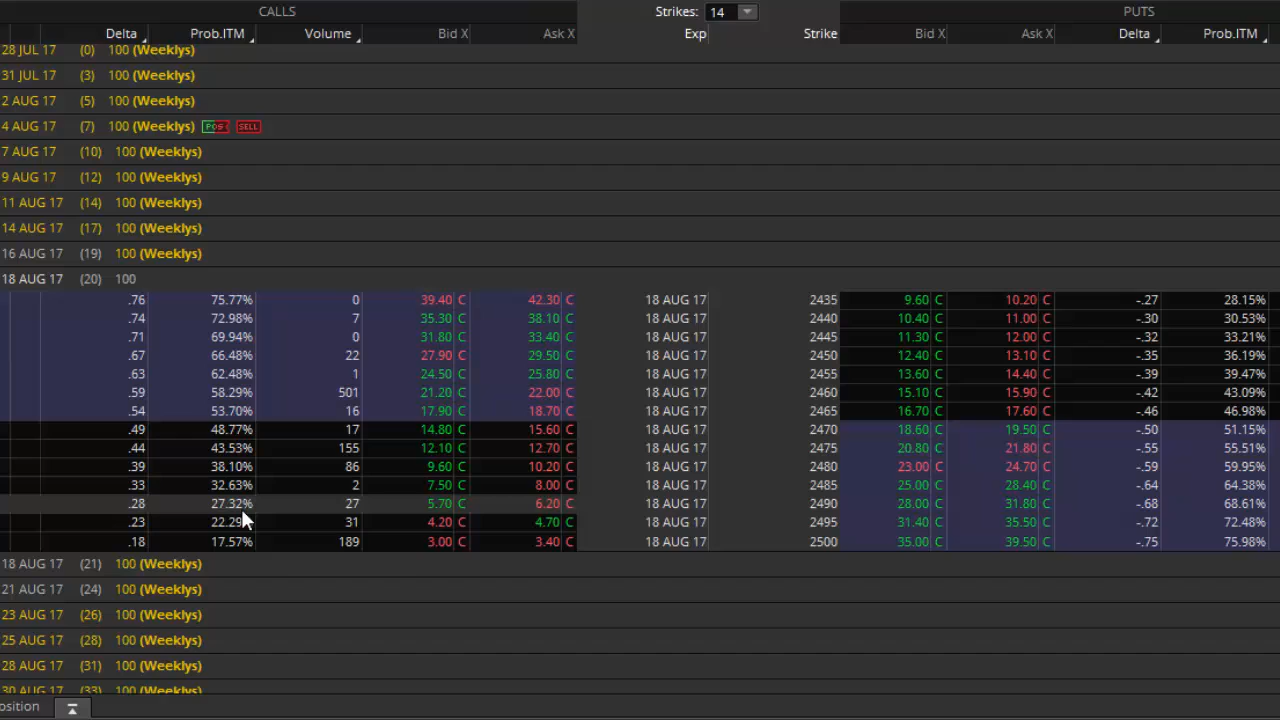 CALLS Strikes: 14 PUTS
Delta Prob.ITM Volume Bid X Ask X Exp Strike Bid X Ask X Delta Prob.ITM
28 JUL 17 (0) 100 (Weeklys)
31 JUL 17 (3) 100 (Weeklys)
2 AUG 17 (5) 100 (Weeklys)
4 AUG 17 (7) 100 (Weeklys) POS SELL
7 AUG 17 (10) 100 (Weeklys)
9 AUG 17 (12) 100 (Weeklys)
11 AUG 17 (14) 100 (Weeklys)
14 AUG 17 (17) 100 (Weeklys)
16 AUG 17 (19) 100 (Weeklys)
18 AUG 17 (20) 100
.76 75.77% 0 39.40 C 42.30 C 18 AUG 17 2435 9.60 C 10.20 C -.27 28.15%
.74 72.98% 7 35.30 C 38.10 C 18 AUG 17 2440 10.40 C 11.00 C -.30 30.53%
.71 69.94% 0 31.80 C 33.40 C 18 AUG 17 2445 11.30 C 12.00 C -.32 33.21%
.67 66.48% 22 27.90 C 29.50 C 18 AUG 17 2450 12.40 C 13.10 C -.35 36.19%
.63 62.48% 1 24.50 C 25.80 C 18 AUG 17 2455 13.60 C 14.40 C -.39 39.47%
.59 58.29% 501 21.20 C 22.00 C 18 AUG 17 2460 15.10 C 15.90 C -.42 43.09%
.54 53.70% 16 17.90 C 18.70 C 18 AUG 17 2465 16.70 C 17.60 C -.46 46.98%
.49 48.77% 17 14.80 C 15.60 C 18 AUG 17 2470 18.60 C 19.50 C -.50 51.15%
.44 43.53% 155 12.10 C 12.70 C 18 AUG 17 2475 20.80 C 21.80 C -.55 55.51%
.39 38.10% 86 9.60 C 10.20 C 18 AUG 17 2480 23.00 C 24.70 C -.59 59.95%
.33 32.63% 2 7.50 C 8.00 C 18 AUG 17 2485 25.00 C 28.40 C -.64 64.38%
.28 27.32% 27 5.70 C 6.20 C 18 AUG 17 2490 28.00 C 31.80 C -.68 68.61%
.23 22.29 31 4.20 C 4.70 C 18 AUG 17 2495 31.40 C 35.50 C -.72 72.48%
.18 17.57% 189 3.00 C 3.40 C 18 AUG 17 2500 35.00 C 39.50 C -.75 75.98%
18 AUG 17 (21) 100 (Weeklys)
21 AUG 17 (24) 100 (Weeklys)
23 AUG 17 (26) 100 (Weeklys)
25 AUG 17 (28) 100 (Weeklys)
28 AUG 17 (31) 100 (Weeklys)
30 AUG 17 (33) 100 (Weeklys)
osition